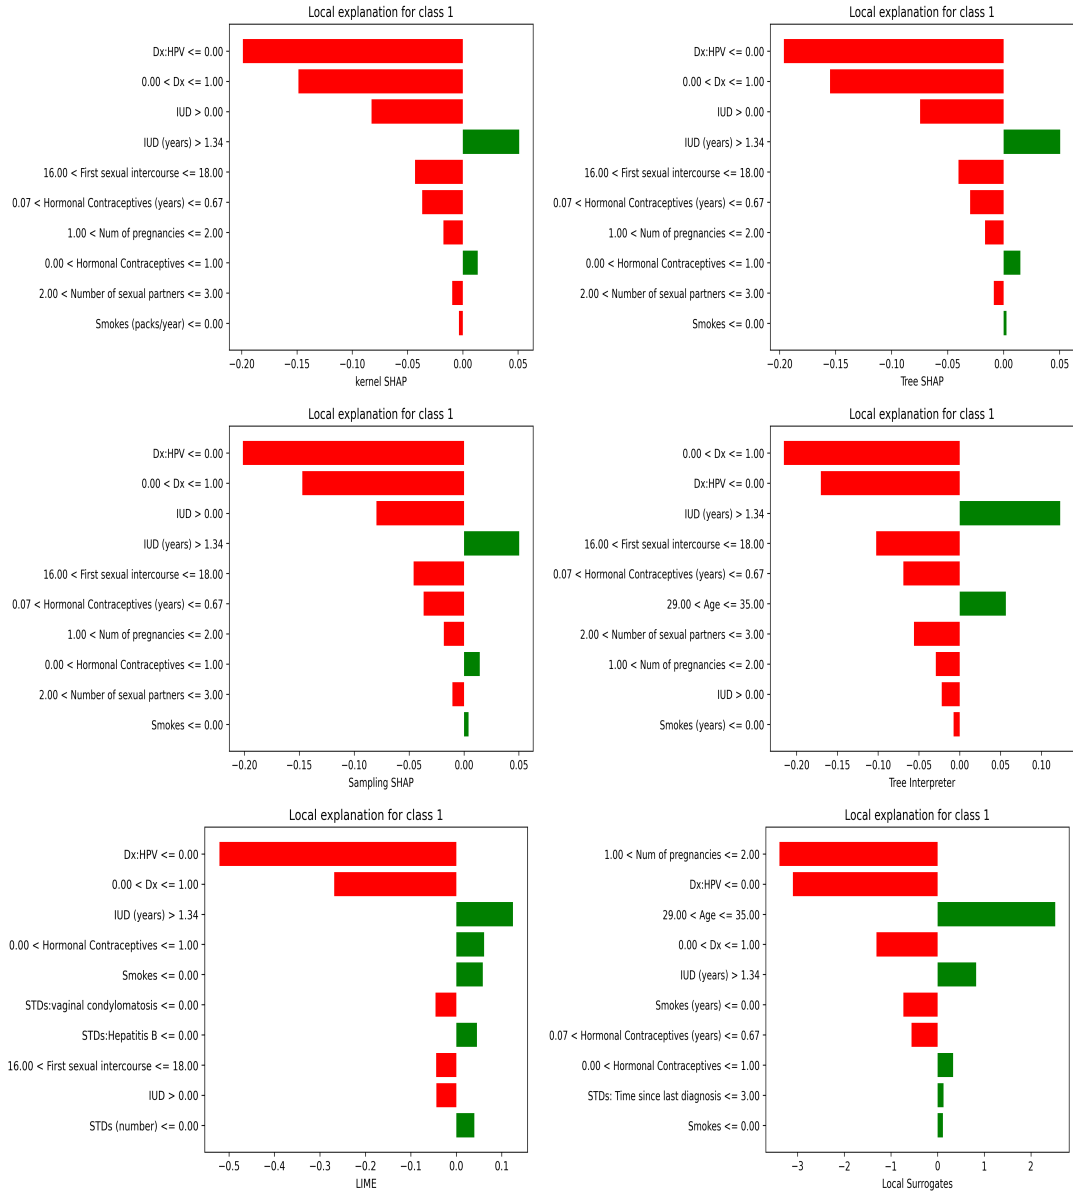 Local explanation for class 1
Dx:HPV <= 0.00
0.00 < Dx <= 1.00
IUD > 0.00
IUD (years) > 1.34
16.00 < First sexual intercourse <= 18.00
0.07 < Hormonal Contraceptives (years) <= 0.67
1.00 < Num of pregnancies <= 2.00
0.00 < Hormonal Contraceptives <= 1.00
2.00 < Number of sexual partners <= 3.00
Smokes (packs/year) <= 0.00
−0.20 −0.15 −0.10 −0.05 0.00 0.05
kernel SHAP
Local explanation for class 1
Dx:HPV <= 0.00
0.00 < Dx <= 1.00
IUD > 0.00
IUD (years) > 1.34
16.00 < First sexual intercourse <= 18.00
0.07 < Hormonal Contraceptives (years) <= 0.67
1.00 < Num of pregnancies <= 2.00
0.00 < Hormonal Contraceptives <= 1.00
2.00 < Number of sexual partners <= 3.00
Smokes <= 0.00
−0.20 −0.15 −0.10 −0.05 0.00 0.05
Tree SHAP
Local explanation for class 1
Dx:HPV <= 0.00
0.00 < Dx <= 1.00
IUD > 0.00
IUD (years) > 1.34
16.00 < First sexual intercourse <= 18.00
0.07 < Hormonal Contraceptives (years) <= 0.67
1.00 < Num of pregnancies <= 2.00
0.00 < Hormonal Contraceptives <= 1.00
2.00 < Number of sexual partners <= 3.00
Smokes <= 0.00
−0.20 −0.15 −0.10 −0.05 0.00 0.05
Sampling SHAP
Local explanation for class 1
0.00 < Dx <= 1.00
Dx:HPV <= 0.00
IUD (years) > 1.34
16.00 < First sexual intercourse <= 18.00
0.07 < Hormonal Contraceptives (years) <= 0.67
29.00 < Age <= 35.00
2.00 < Number of sexual partners <= 3.00
1.00 < Num of pregnancies <= 2.00
IUD > 0.00
Smokes (years) <= 0.00
−0.20 −0.15 −0.10 −0.05 0.00 0.05 0.10
Tree Interpreter
Local explanation for class 1
Dx:HPV <= 0.00
0.00 < Dx <= 1.00
IUD (years) > 1.34
0.00 < Hormonal Contraceptives <= 1.00
Smokes <= 0.00
STDs:vaginal condylomatosis <= 0.00
STDs:Hepatitis B <= 0.00
16.00 < First sexual intercourse <= 18.00
IUD > 0.00
STDs (number) <= 0.00
−0.5 −0.4 −0.3 −0.2 −0.1 0.0 0.1
LIME
Local explanation for class 1
1.00 < Num of pregnancies <= 2.00
Dx:HPV <= 0.00
29.00 < Age <= 35.00
0.00 < Dx <= 1.00
IUD (years) > 1.34
Smokes (years) <= 0.00
0.07 < Hormonal Contraceptives (years) <= 0.67
0.00 < Hormonal Contraceptives <= 1.00
STDs: Time since last diagnosis <= 3.00
Smokes <= 0.00
−3 −2 −1 0 1 2
Local Surrogates